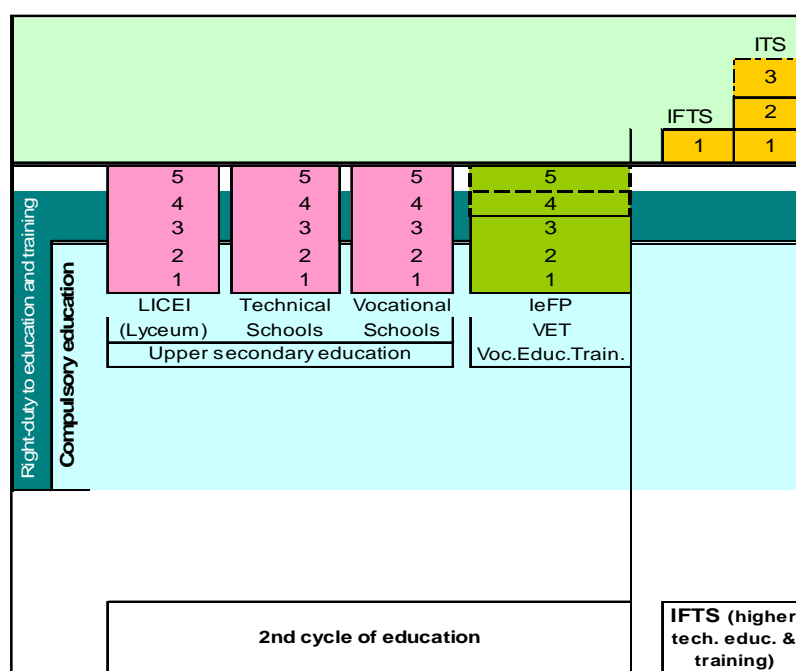 ITS
3
IFTS
2
1
1
5
5
5
5
4
4
4
4
3
3
3
3
2
2
2
2
1
1
1
1
LICEI
Technical
Vocational
IeFP
(Lyceum)
Schools
Schools
VET
Upper secondary education
Voc.Educ.Train.
Right-duty to education and training
Compulsory education
2nd cycle of education
IFTS (higher
tech. educ. &
training)